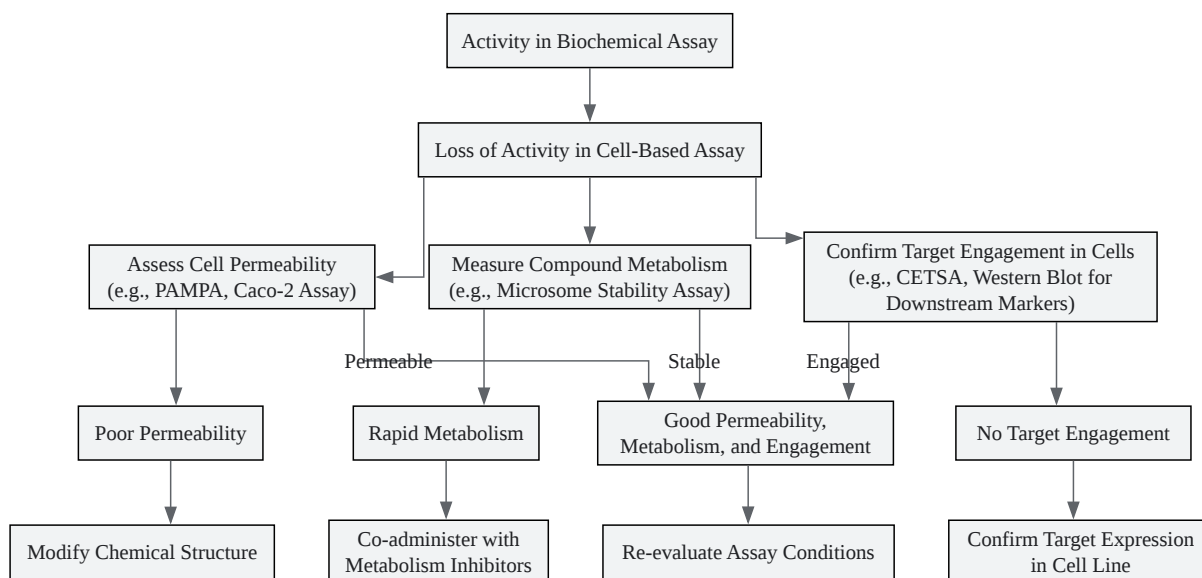 Activity in Biochemical Assay
Loss of Activity in Cell-Based Assay
Assess Cell Permeability
(e.g., PAMPA, Caco-2 Assay)
Measure Compound Metabolism
(e.g., Microsome Stability Assay)
Confirm Target Engagement in Cells
(e.g., CETSA, Western Blot for
Downstream Markers)
Permeable
Stable
Engaged
Poor Permeability
Rapid Metabolism
Good Permeability,
Metabolism, and Engagement
No Target Engagement
Modify Chemical Structure
Co-administer with
Metabolism Inhibitors
Re-evaluate Assay Conditions
Confirm Target Expression
in Cell Line